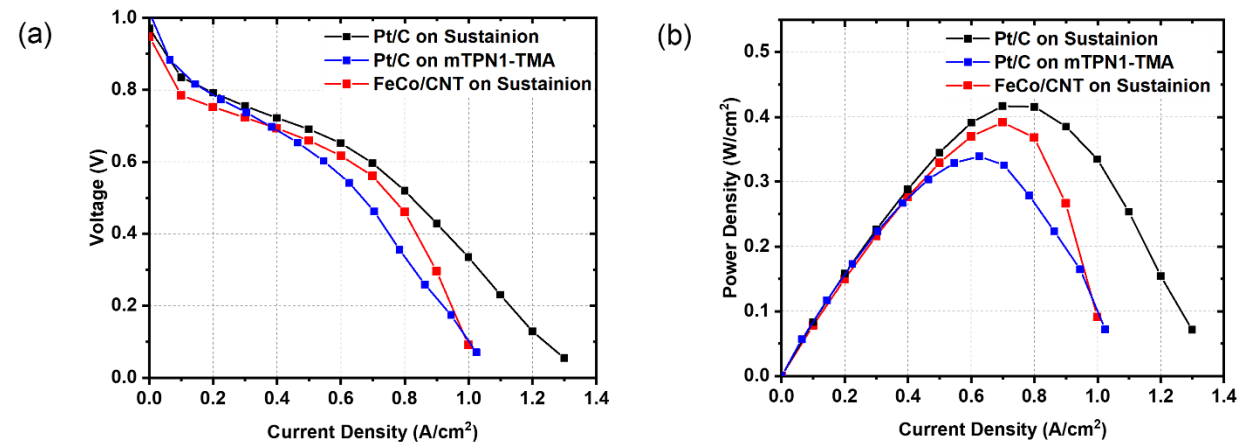 (a)
Pt/C on Sustainion
Pt/C on mTPN1-TMA
FeCo/CNT on Sustainion
Voltage (V)
1.0
0.8
0.6
0.4
0.2
0.0
0.0 0.2 0.4 0.6 0.8 1.0 1.2 1.4
Current Density (A/cm²)
(b)
Pt/C on Sustainion
Pt/C on mTPN1-TMA
FeCo/CNT on Sustainion
Power Density (W/cm²)
0.5
0.4
0.3
0.2
0.1
0.0
0.0 0.2 0.4 0.6 0.8 1.0 1.2 1.4
Current Density (A/cm²)